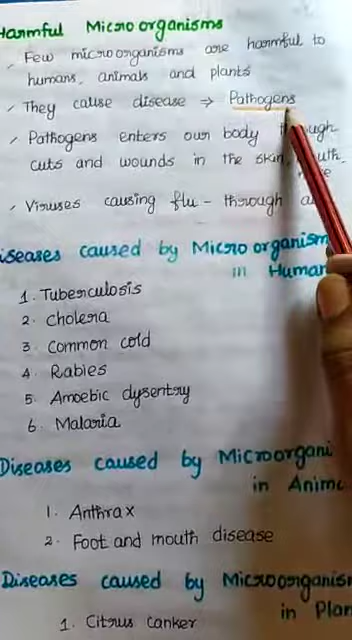 Harmful Microorganisms
Few microorganisms are harmful to
humans, animals and plants
They cause disease → Pathogens
Pathogens enters our body
cuts and wounds in the skin,
Viruses causing flu - through
Diseases caused by Microorganism
in Human
1. Tuberculosis
2. Cholera
3. Common cold
4. Rabies
5. Amoebic dysentry
6. Malaria
Diseases caused by Microorgani
in Anima
1. Anthrax
2. Foot and mouth disease
Diseases caused by Microorganism
in Plan
1. Citrus canker